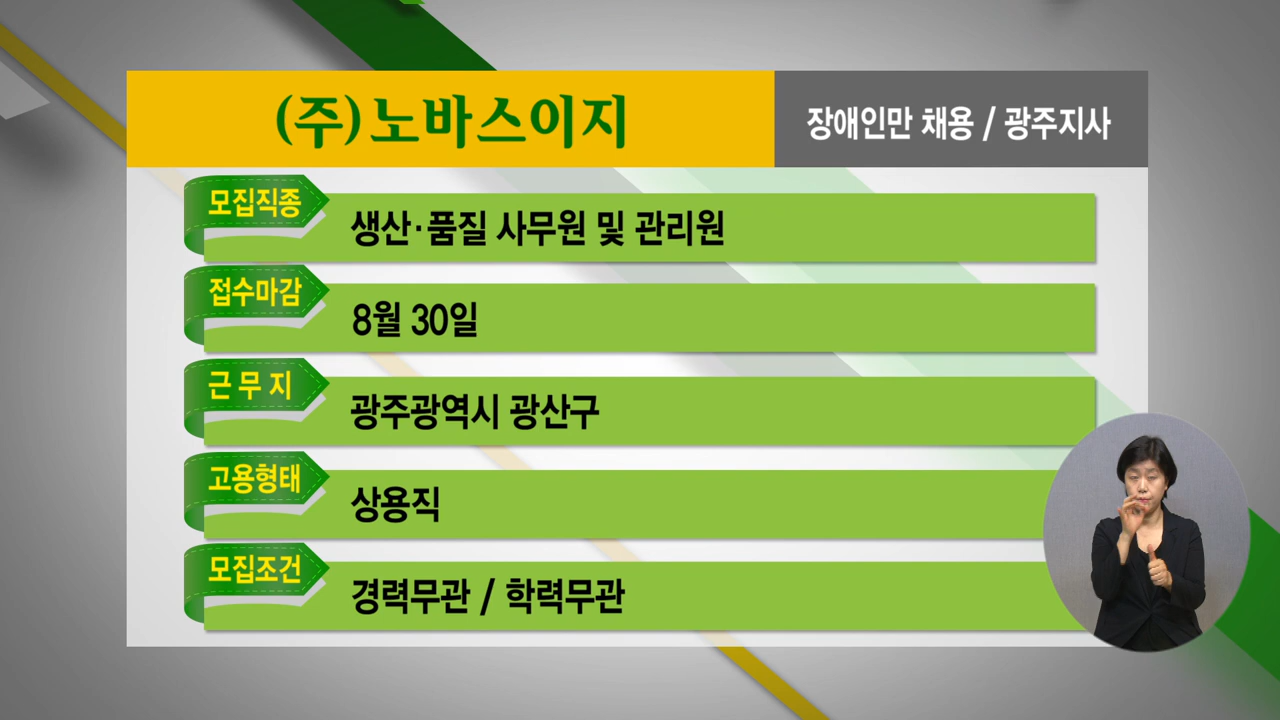 (주)노바스이지
장애인만 채용 / 광주지사
모집직종
생산·품질 사무원 및 관리원
접수마감
8월 30일
근 무 지
광주광역시 광산구
고용형태
상용직
모집조건
경력무관 / 학력무관